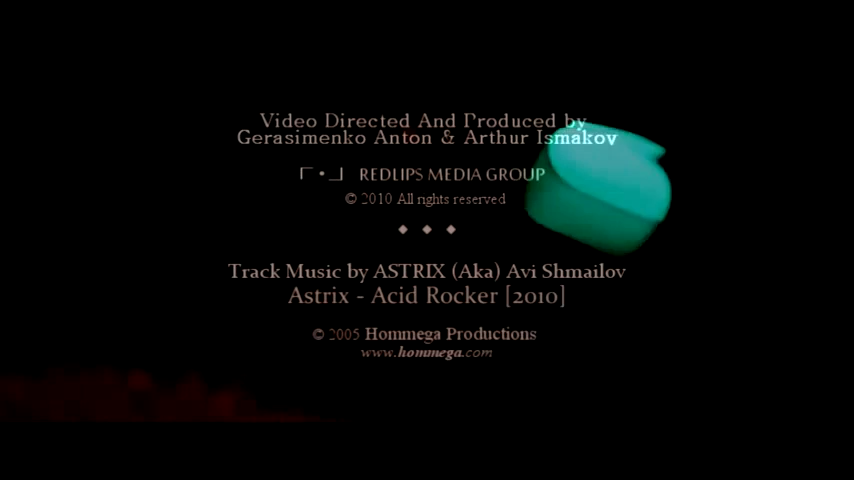 Video Directed And Produced by
Gerasimenko Anton & Arthur Ismakov
REDLIPS MEDIA GROUP
© 2010 All rights reserved
Track Music by ASTRIX (Aka) Avi Shmailov
Astrix - Acid Rocker [2010]
© 2005 Hommega Productions
www.hommega.com